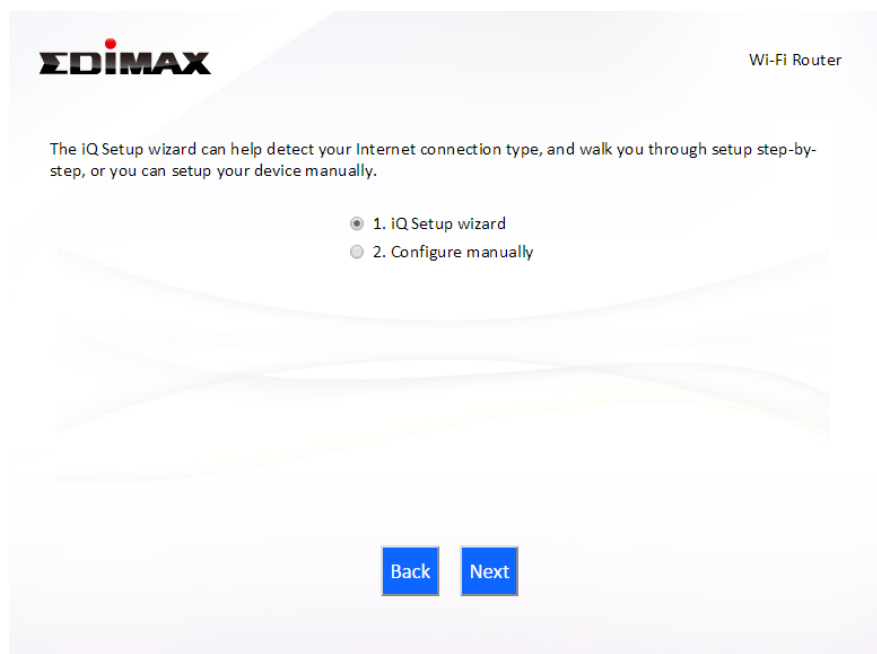 EDIMAX
Wi-Fi Router
The iQ Setup wizard can help detect your Internet connection type, and walk you through setup step-by-
step, or you can setup your device manually.
1. iQ Setup wizard
2. Configure manually
Back
Next